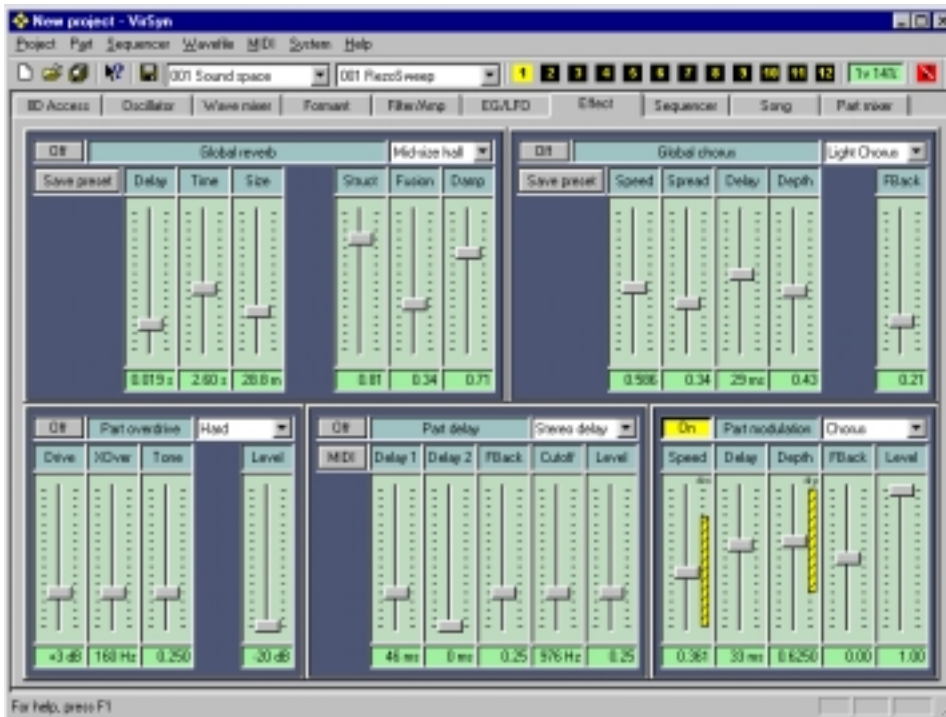 New project - VirSyn
Project Part Sequencer Wavefile MIDI System Help
001 Sound space 001 RezoSweep 1 2 3 4 5 6 7 8 9 10 11 12 1v 14%
Oscillator Wave mixer Formant Filter/Amp EG/LFO Effect Sequencer Song Part mixer
Off Global reverb Mid-size hall
Save preset Delay Time Size Struct Fusion Damp
0.019 s 2.60 s 28.8 m 0.81 0.34 0.71
Off Global chorus Light Chorus
Save preset Speed Spread Delay Depth FBack
0.986 0.34 29 ms 0.43 0.21
Off Part overdrive Hard
Drive XOver Tone Level
+3 dB 160 Hz 0.250 -20 dB
Off Part delay Stereo delay
MIDI Delay 1 Delay 2 FBack Cutoff Level
46 ms 0 ms 0.25 976 Hz 0.25
On Part modulation Chorus
Speed Delay Depth FBack Level
0.361 33 ms 0.6250 0.00 1.00
For help, press F1